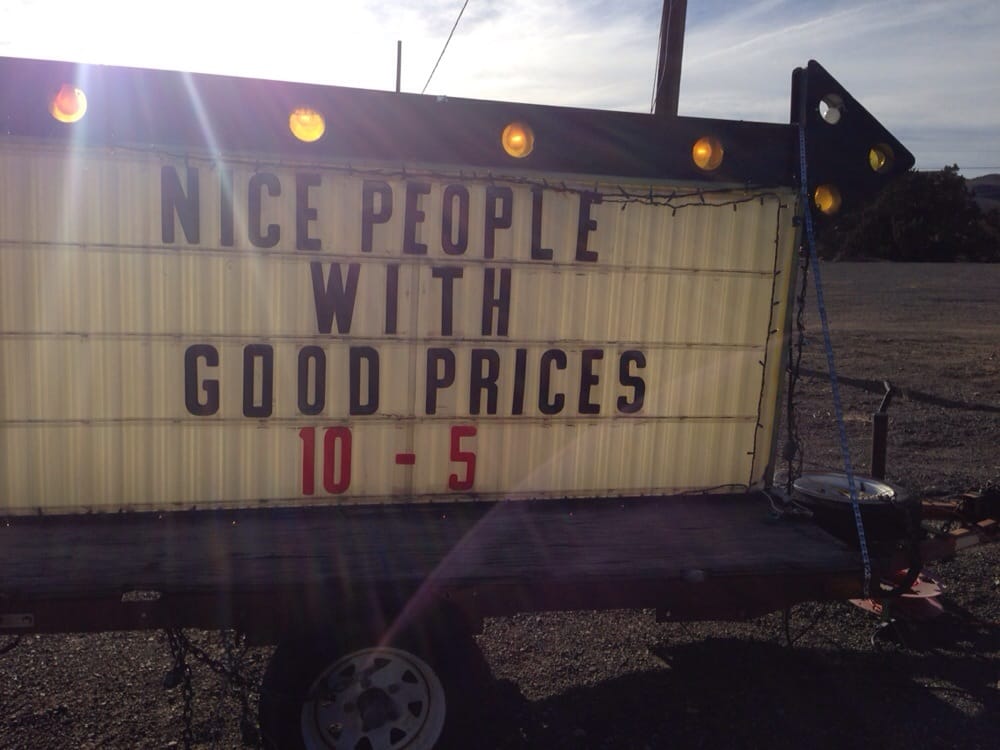 NICE PEOPLE
WITH
GOOD PRICES
10 - 5